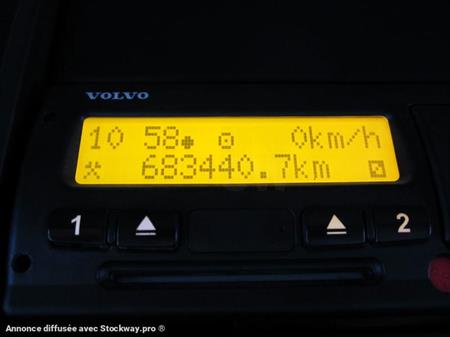 VOLVO
10 58 0km/h
683440.7km
1 2
Annonce diffusée avec Stockway.pro ®